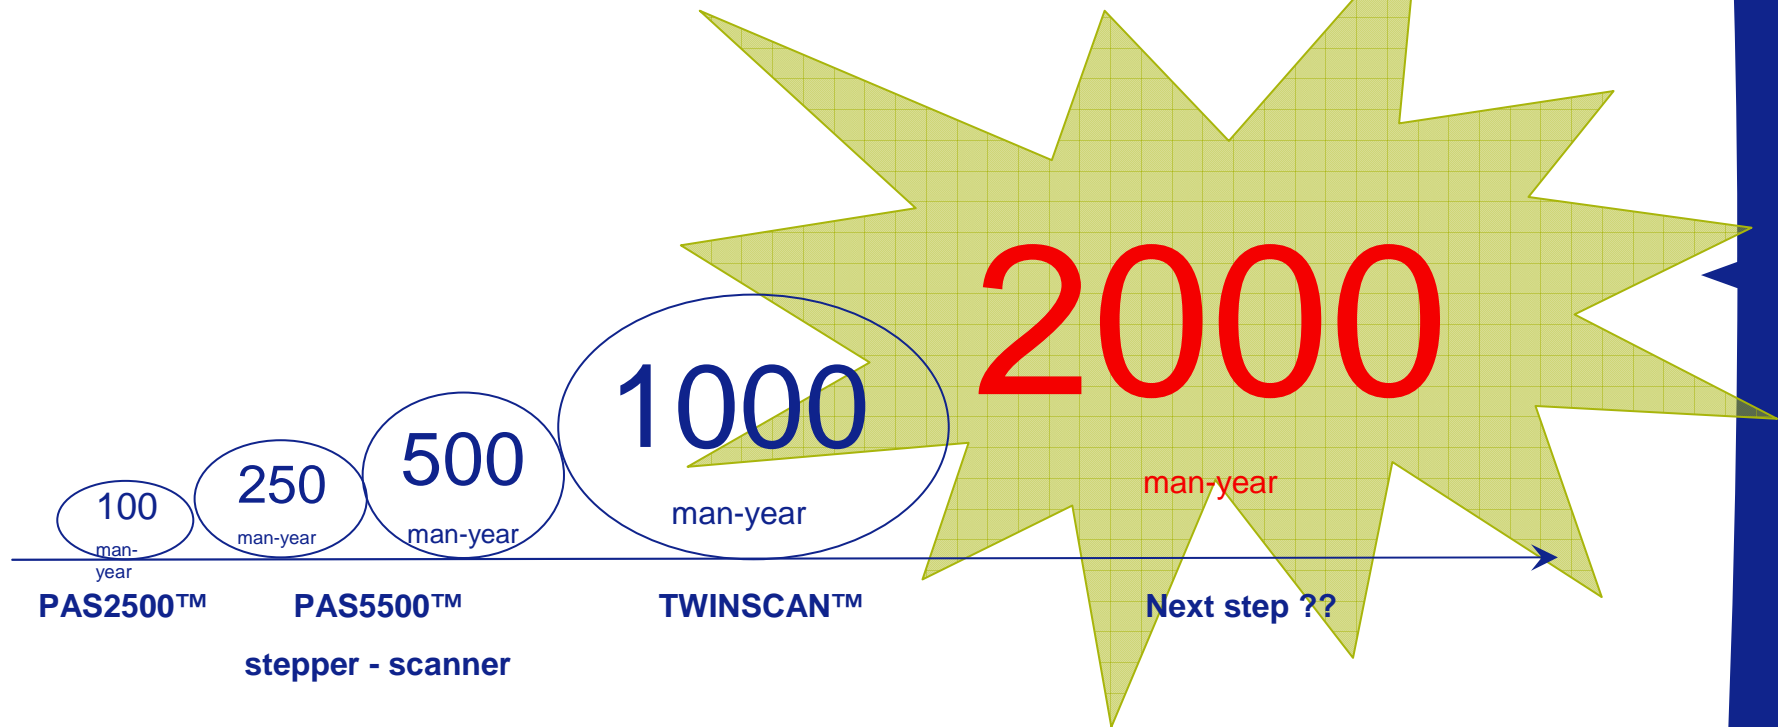 2000
man-year
1000
man-year
500
man-year
250
man-year
100
man-
year
PAS2500™
PAS5500™
TWINSCAN™
Next step ??
stepper - scanner